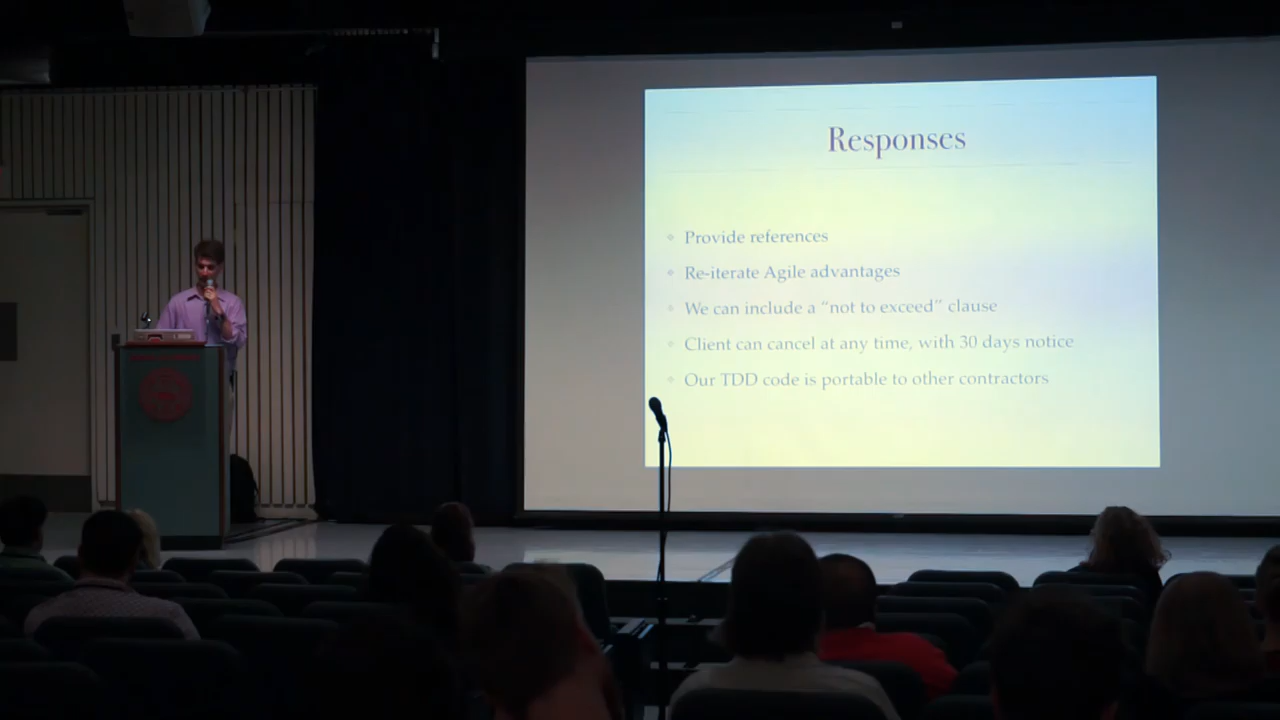 Responses
Provide references
Re-iterate Agile advantages
We can include a “not to exceed” clause
Client can cancel at any time, with 30 days notice
Our TDD code is portable to other contractors